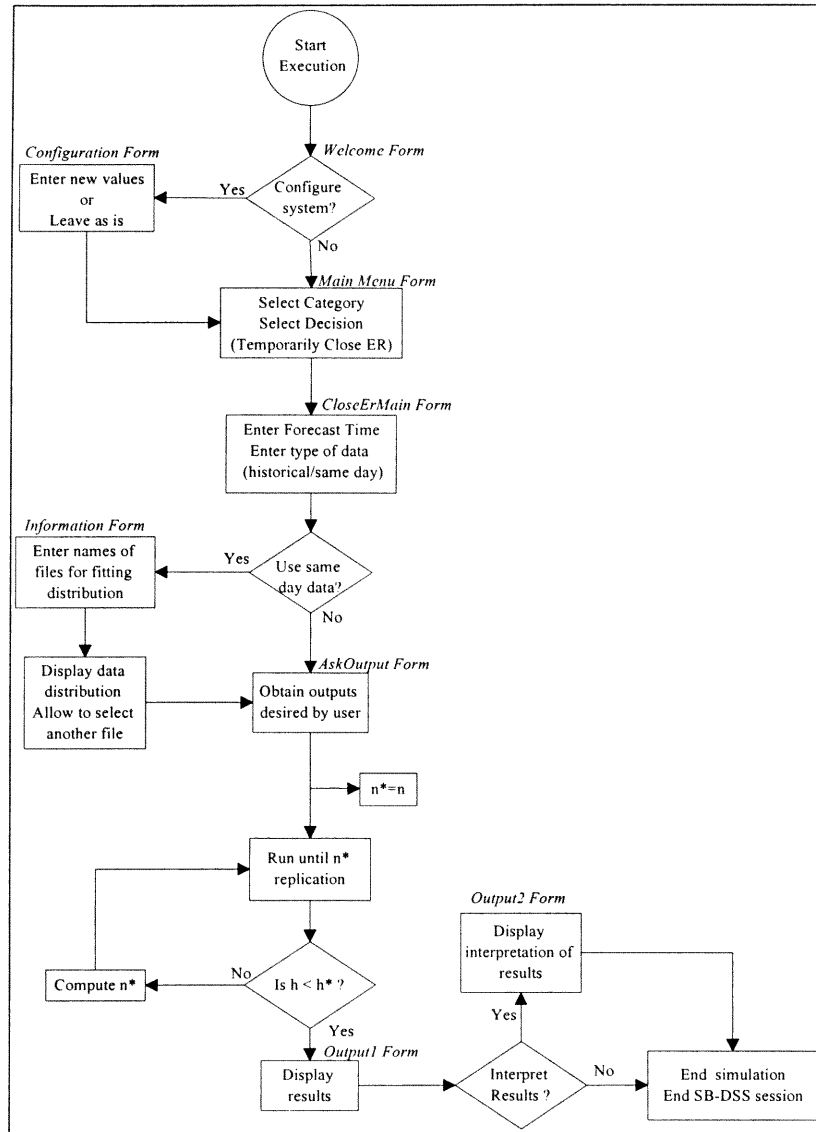 Start
Execution
Welcome Form
Configuration Form
Enter new values
or
Leave as is
Yes
Configure
system?
No
Main Menu Form
Select Category
Select Decision
(Temporarily Close ER)
CloseErMain Form
Enter Forecast Time
Enter type of data
(historical/same day)
Information Form
Enter names of
files for fitting
distribution
Yes
Use same
day data?
No
AskOutput Form
Display data
distribution
Allow to select
another file
Obtain outputs
desired by user
n*=n
Run until n*
replication
Compute n*
No
Is h < h* ?
Yes
Output1 Form
Display
results
Output2 Form
Display
interpretation of
results
Yes
Interpret
Results ?
No
End simulation
End SB-DSS session